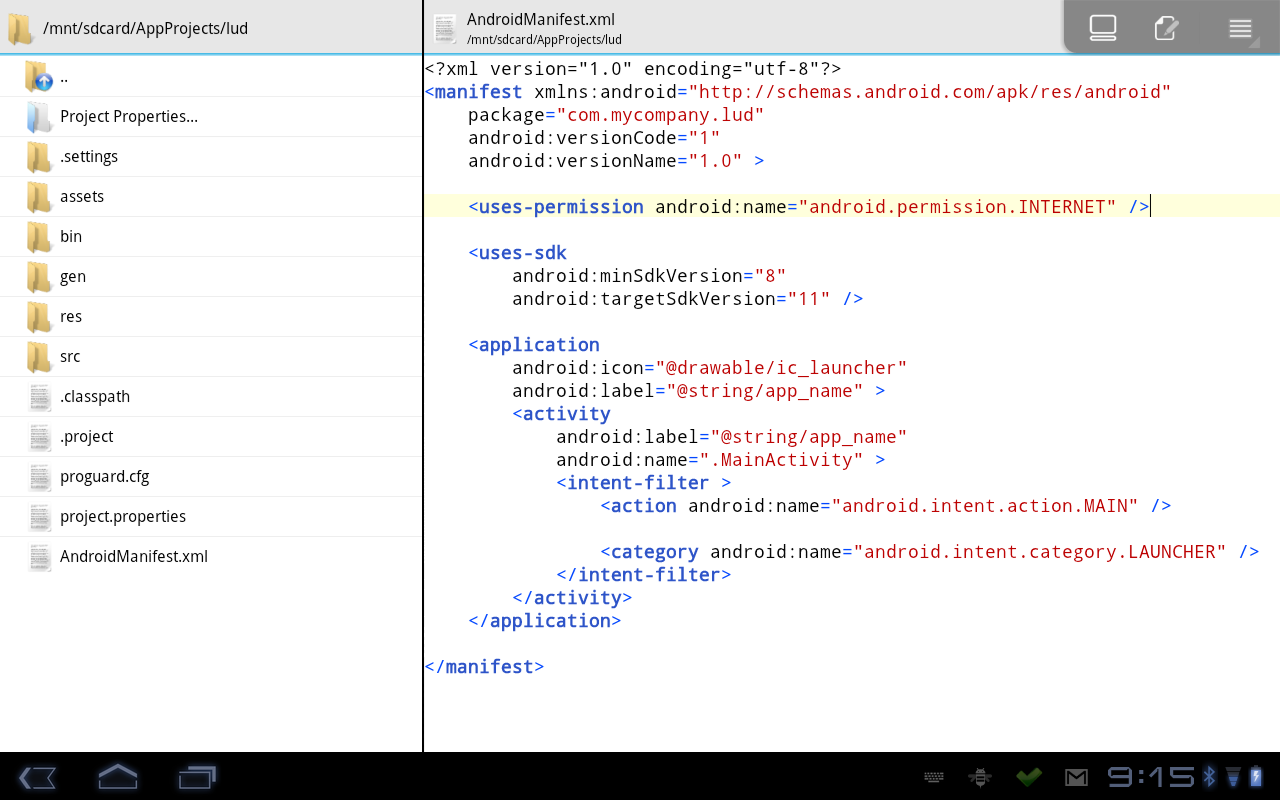 /mnt/sdcard/AppProjects/lud
..
Project Properties...
.settings
assets
bin
gen
res
src
.classpath
.project
proguard.cfg
project.properties
AndroidManifest.xml
AndroidManifest.xml
/mnt/sdcard/AppProjects/lud
<?xml version="1.0" encoding="utf-8"?>
<manifest xmlns:android="http://schemas.android.com/apk/res/android"
    package="com.mycompany.lud"
    android:versionCode="1"
    android:versionName="1.0" >
    <uses-permission android:name="android.permission.INTERNET" />
    <uses-sdk
        android:minSdkVersion="8"
        android:targetSdkVersion="11" />
    <application
        android:icon="@drawable/ic_launcher"
        android:label="@string/app_name" >
        <activity
            android:label="@string/app_name"
            android:name=".MainActivity" >
            <intent-filter >
                <action android:name="android.intent.action.MAIN" />
                <category android:name="android.intent.category.LAUNCHER" />
            </intent-filter>
        </activity>
    </application>
</manifest>
9:15